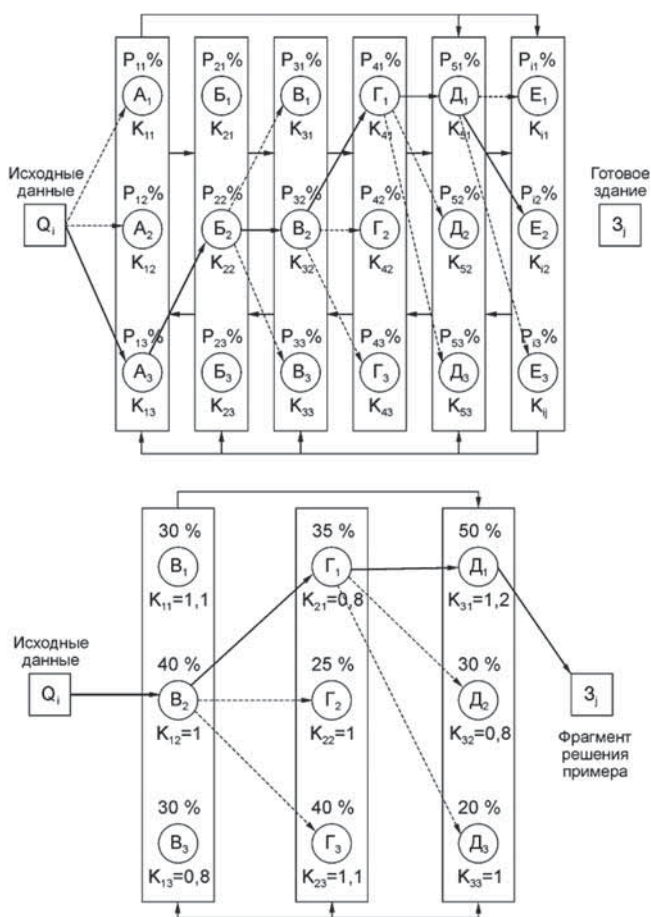 P₁₁% P₂₁% P₃₁% P₄₁% P₅₁% Pᵢ₁%
А₁ Б₁ В₁ Г₁ Д₁ Е₁
K₁₁ K₂₁ K₃₁ K₄₁ K₅₁ Kᵢ₁
Исходные
данные
Готовое
здание
P₁₂% P₂₂% P₃₂% P₄₂% P₅₂% Pᵢ₂%
Qᵢ А₂ Б₂ В₂ Г₂ Д₂ Е₂ Зⱼ
K₁₂ K₂₂ K₃₂ K₄₂ K₅₂ Kᵢ₂
P₁₃% P₂₃% P₃₃% P₄₃% P₅₃% Pᵢ₃%
А₃ Б₃ В₃ Г₃ Д₃ Е₃
K₁₃ K₂₃ K₃₃ K₄₃ K₅₃ Kᵢⱼ
30 % 35 % 50 %
В₁ Г₁ Д₁
K₁₁=1,1 K₂₁=0,8 K₃₁=1,2
Исходные
данные
40 % 25 % 30 %
Qᵢ В₂ Г₂ Д₂ Зⱼ
K₁₂=1 K₂₂=1 K₃₂=0,8
Фрагмент
решения
примера
30 % 40 % 20 %
В₃ Г₃ Д₃
K₁₃=0,8 K₂₃=1,1 K₃₃=1